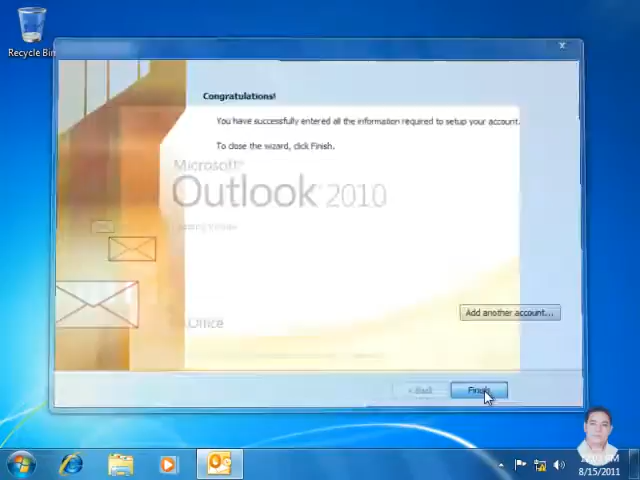 Recycle Bin
Congratulations!
You have successfully entered all the information required to setup your account.
To close the wizard, click Finish.
Microsoft®
Outlook® 2010
Office
Add another account...
< Back
Finish
PM
8/15/2011